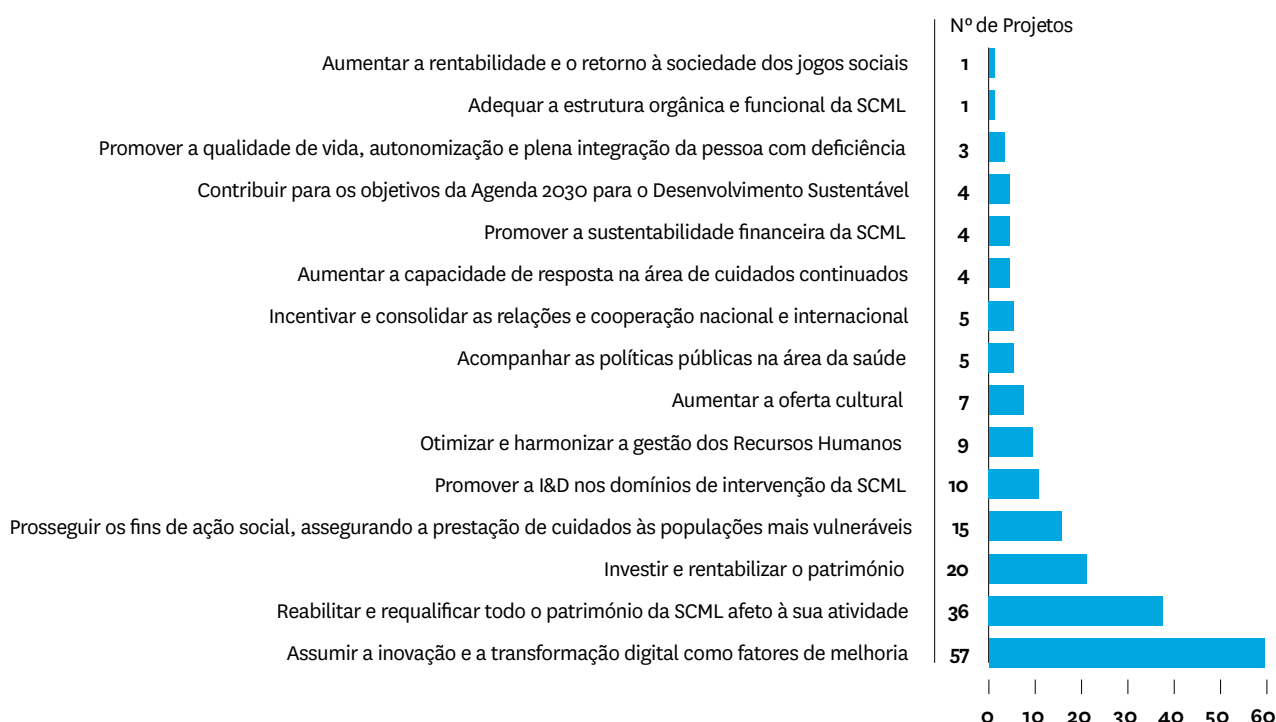 Nº de Projetos
Aumentar a rentabilidade e o retorno à sociedade dos jogos sociais 1
Adequar a estrutura orgânica e funcional da SCML 1
Promover a qualidade de vida, autonomização e plena integração da pessoa com deficiência 3
Contribuir para os objetivos da Agenda 2030 para o Desenvolvimento Sustentável 4
Promover a sustentabilidade financeira da SCML 4
Aumentar a capacidade de resposta na área de cuidados continuados 4
Incentivar e consolidar as relações e cooperação nacional e internacional 5
Acompanhar as políticas públicas na área da saúde 5
Aumentar a oferta cultural 7
Otimizar e harmonizar a gestão dos Recursos Humanos 9
Promover a I&D nos domínios de intervenção da SCML 10
Prosseguir os fins de ação social, assegurando a prestação de cuidados às populações mais vulneráveis 15
Investir e rentabilizar o património 20
Reabilitar e requalificar todo o património da SCML afeto à sua atividade 36
Assumir a inovação e a transformação digital como fatores de melhoria 57
0 10 20 30 40 50 60